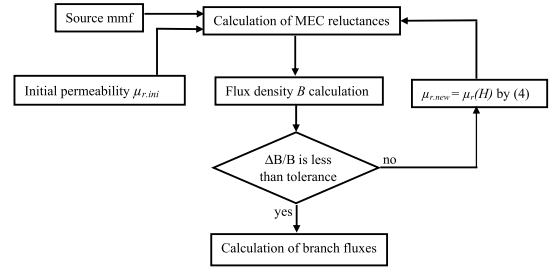 Source mmf
Calculation of MEC reluctances
Initial permeability μr.ini
Flux density B calculation
μr.new = μr(H) by (4)
ΔB/B is less
than tolerance
no
yes
Calculation of branch fluxes